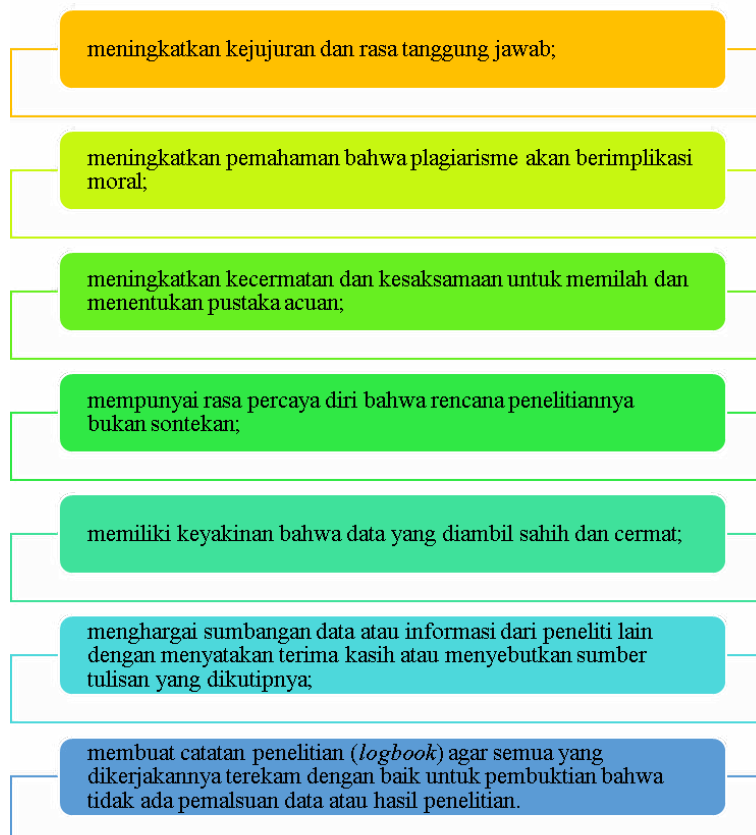 meningkatkan kejujuran dan rasa tanggung jawab;
meningkatkan pemahaman bahwa plagiarisme akan berimplikasi
moral;
meningkatkan kecermatan dan kesaksamaan untuk memilah dan
menentukan pustaka acuan;
mempunyai rasa percaya diri bahwa rencana penelitiannya
bukan sontekan;
memiliki keyakinan bahwa data yang diambil sahih dan cermat;
menghargai sumbangan data atau informasi dari peneliti lain
dengan menyatakan terima kasih atau menyebutkan sumber
tulisan yang dikutipnya;
membuat catatan penelitian (logbook) agar semua yang
dikerjakannya terekam dengan baik untuk pembuktian bahwa
tidak ada pemalsuan data atau hasil penelitian.